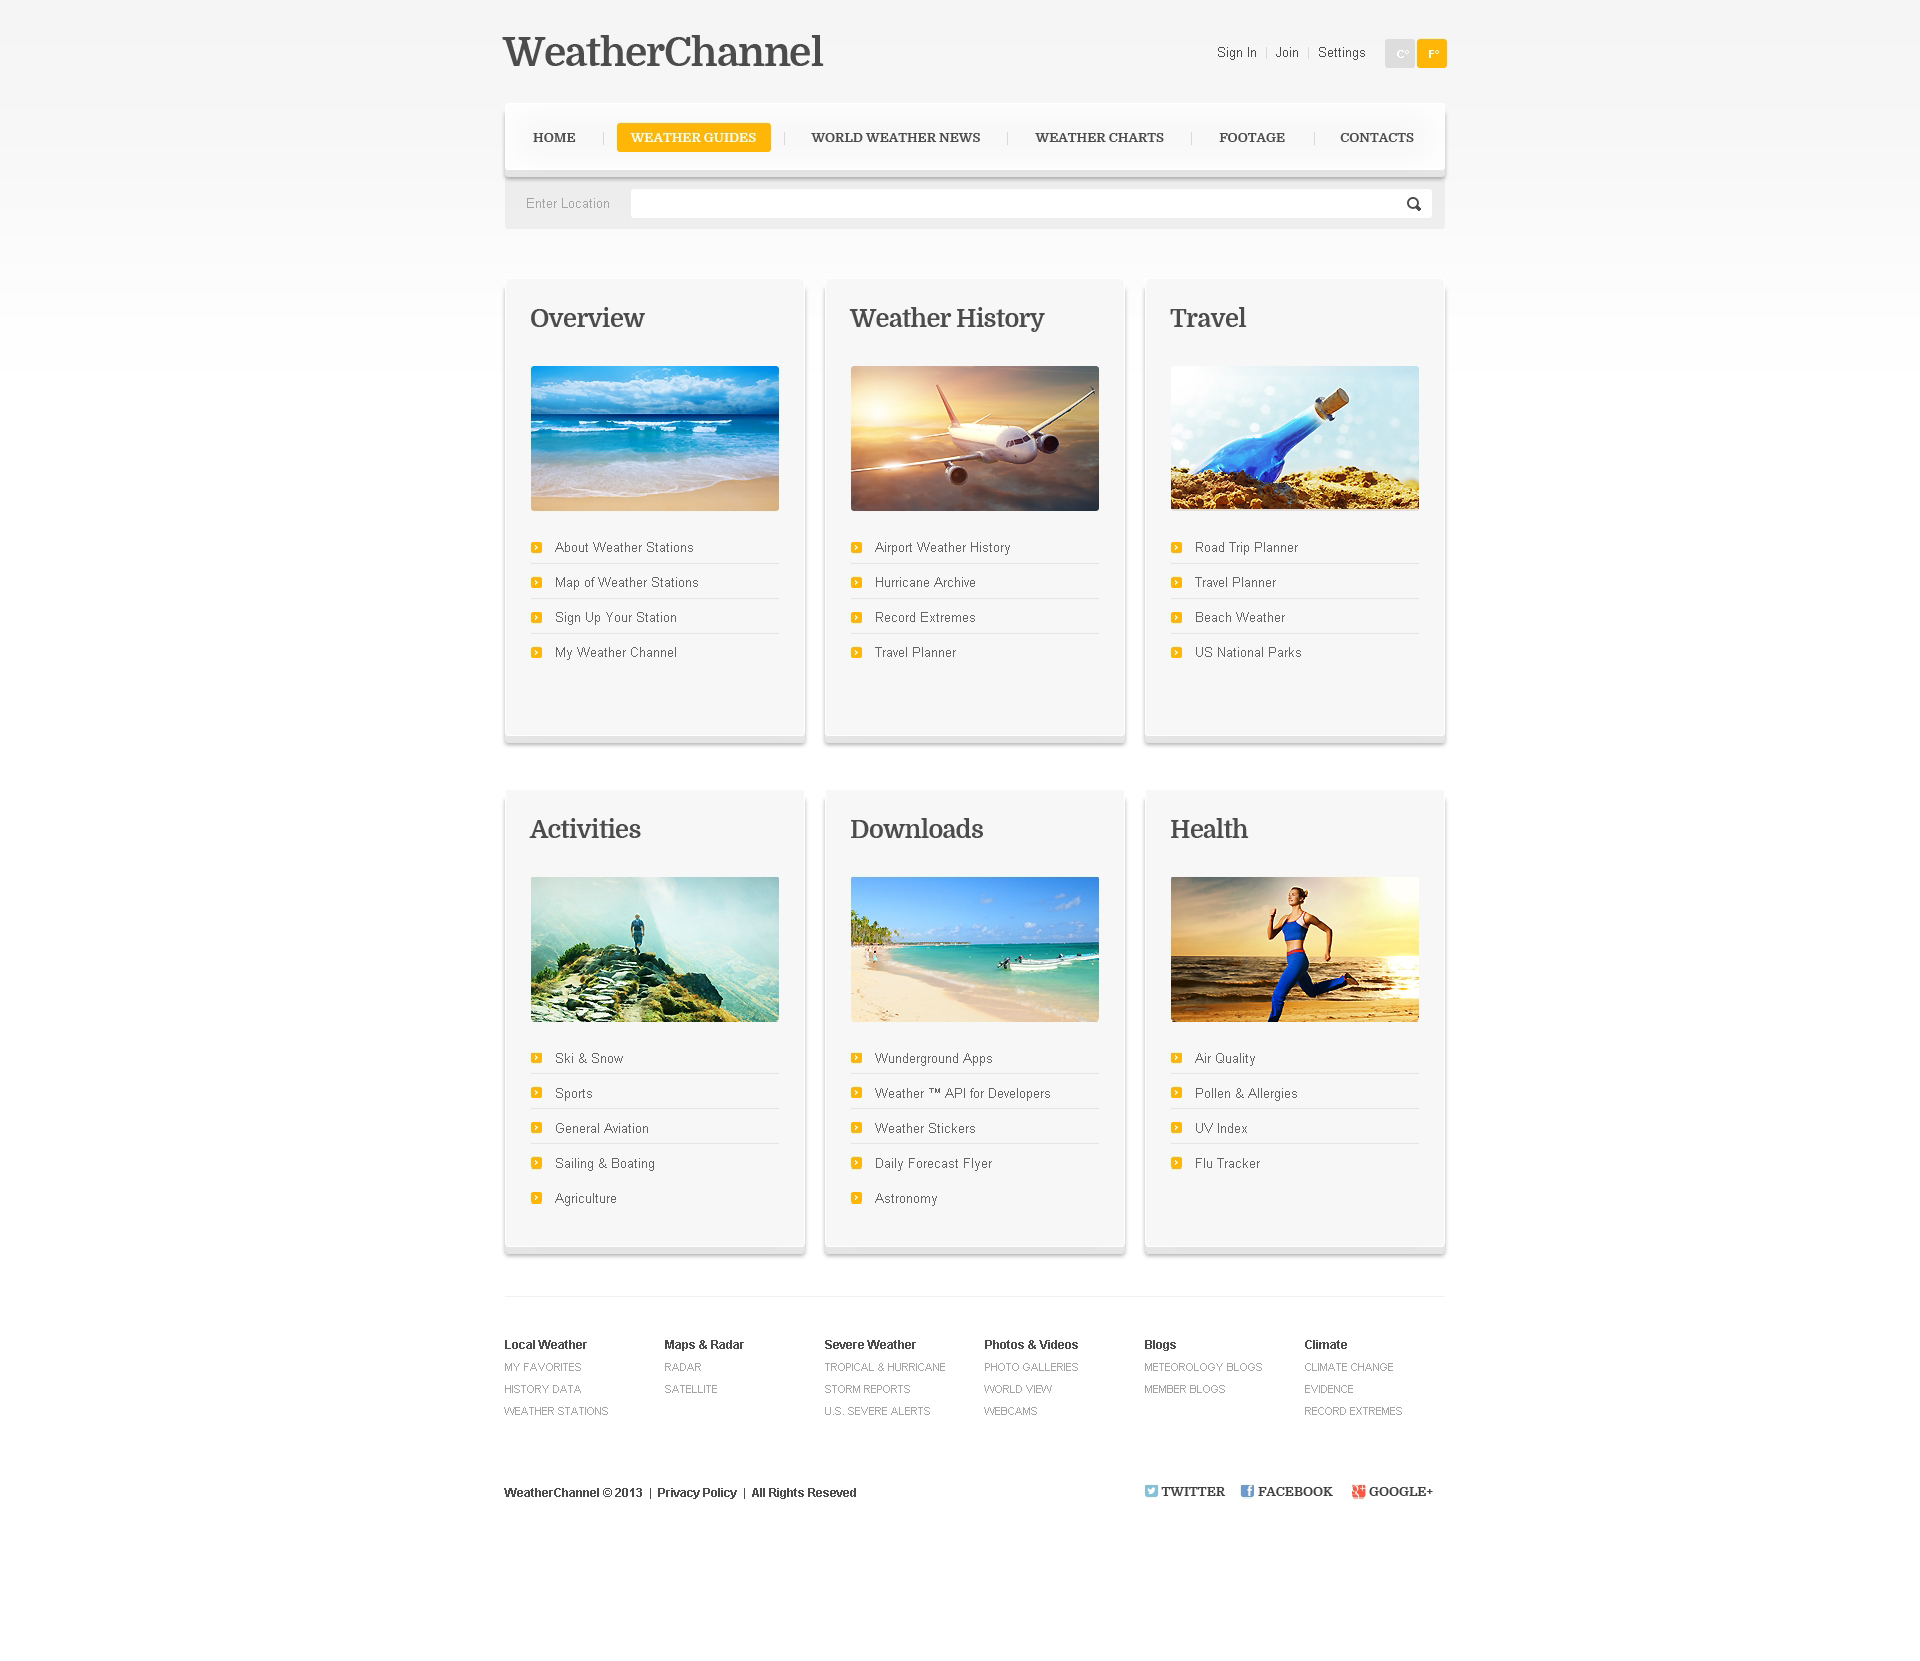 WeatherChannel
Sign In | Join | Settings C° F°
HOME | WEATHER GUIDES | WORLD WEATHER NEWS | WEATHER CHARTS | FOOTAGE | CONTACTS
Enter Location
Overview
About Weather Stations
Map of Weather Stations
Sign Up Your Station
My Weather Channel
Weather History
Airport Weather History
Hurricane Archive
Record Extremes
Travel Planner
Travel
Road Trip Planner
Travel Planner
Beach Weather
US National Parks
Activities
Ski & Snow
Sports
General Aviation
Sailing & Boating
Agriculture
Downloads
Wunderground Apps
Weather ™ API for Developers
Weather Stickers
Daily Forecast Flyer
Astronomy
Health
Air Quality
Pollen & Allergies
UV Index
Flu Tracker
Local Weather
MY FAVORITES
HISTORY DATA
WEATHER STATIONS
Maps & Radar
RADAR
SATELLITE
Severe Weather
TROPICAL & HURRICANE
STORM REPORTS
U.S. SEVERE ALERTS
Photos & Videos
PHOTO GALLERIES
WORLD VIEW
WEBCAMS
Blogs
METEOROLOGY BLOGS
MEMBER BLOGS
Climate
CLIMATE CHANGE
EVIDENCE
RECORD EXTREMES
WeatherChannel © 2013 | Privacy Policy | All Rights Reseved
TWITTER FACEBOOK GOOGLE+